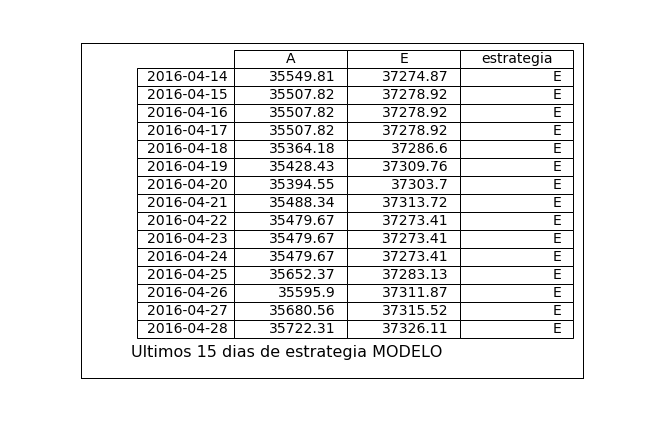 A E estrategia
2016-04-14 35549.81 37274.87 E
2016-04-15 35507.82 37278.92 E
2016-04-16 35507.82 37278.92 E
2016-04-17 35507.82 37278.92 E
2016-04-18 35364.18 37286.6 E
2016-04-19 35428.43 37309.76 E
2016-04-20 35394.55 37303.7 E
2016-04-21 35488.34 37313.72 E
2016-04-22 35479.67 37273.41 E
2016-04-23 35479.67 37273.41 E
2016-04-24 35479.67 37273.41 E
2016-04-25 35652.37 37283.13 E
2016-04-26 35595.9 37311.87 E
2016-04-27 35680.56 37315.52 E
2016-04-28 35722.31 37326.11 E
Ultimos 15 dias de estrategia MODELO